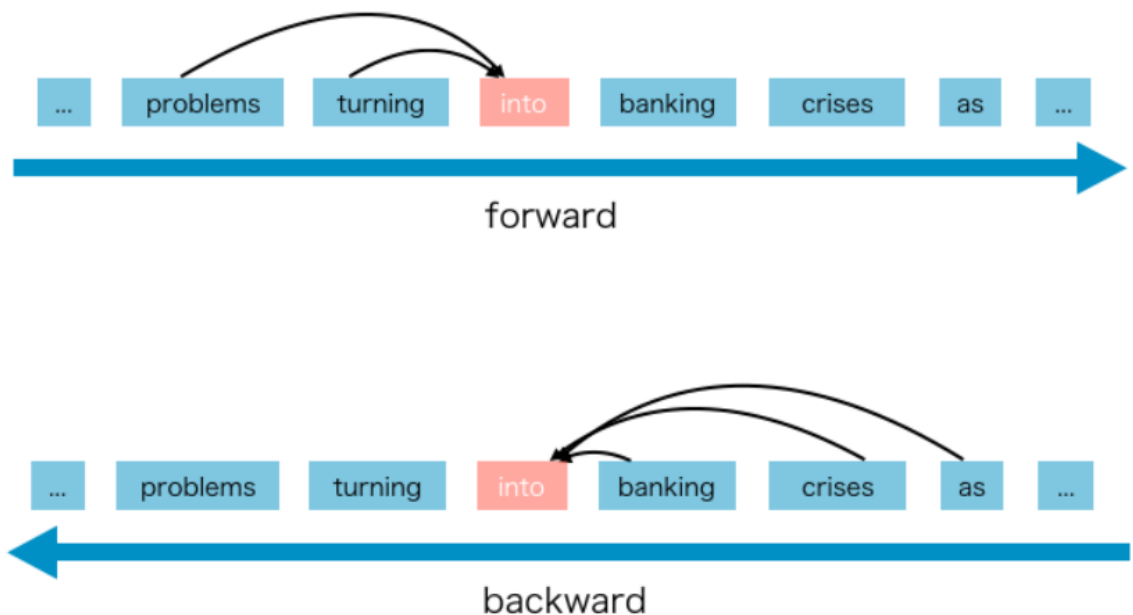 ... problems turning into banking crises as ...
forward
... problems turning into banking crises as ...
backward